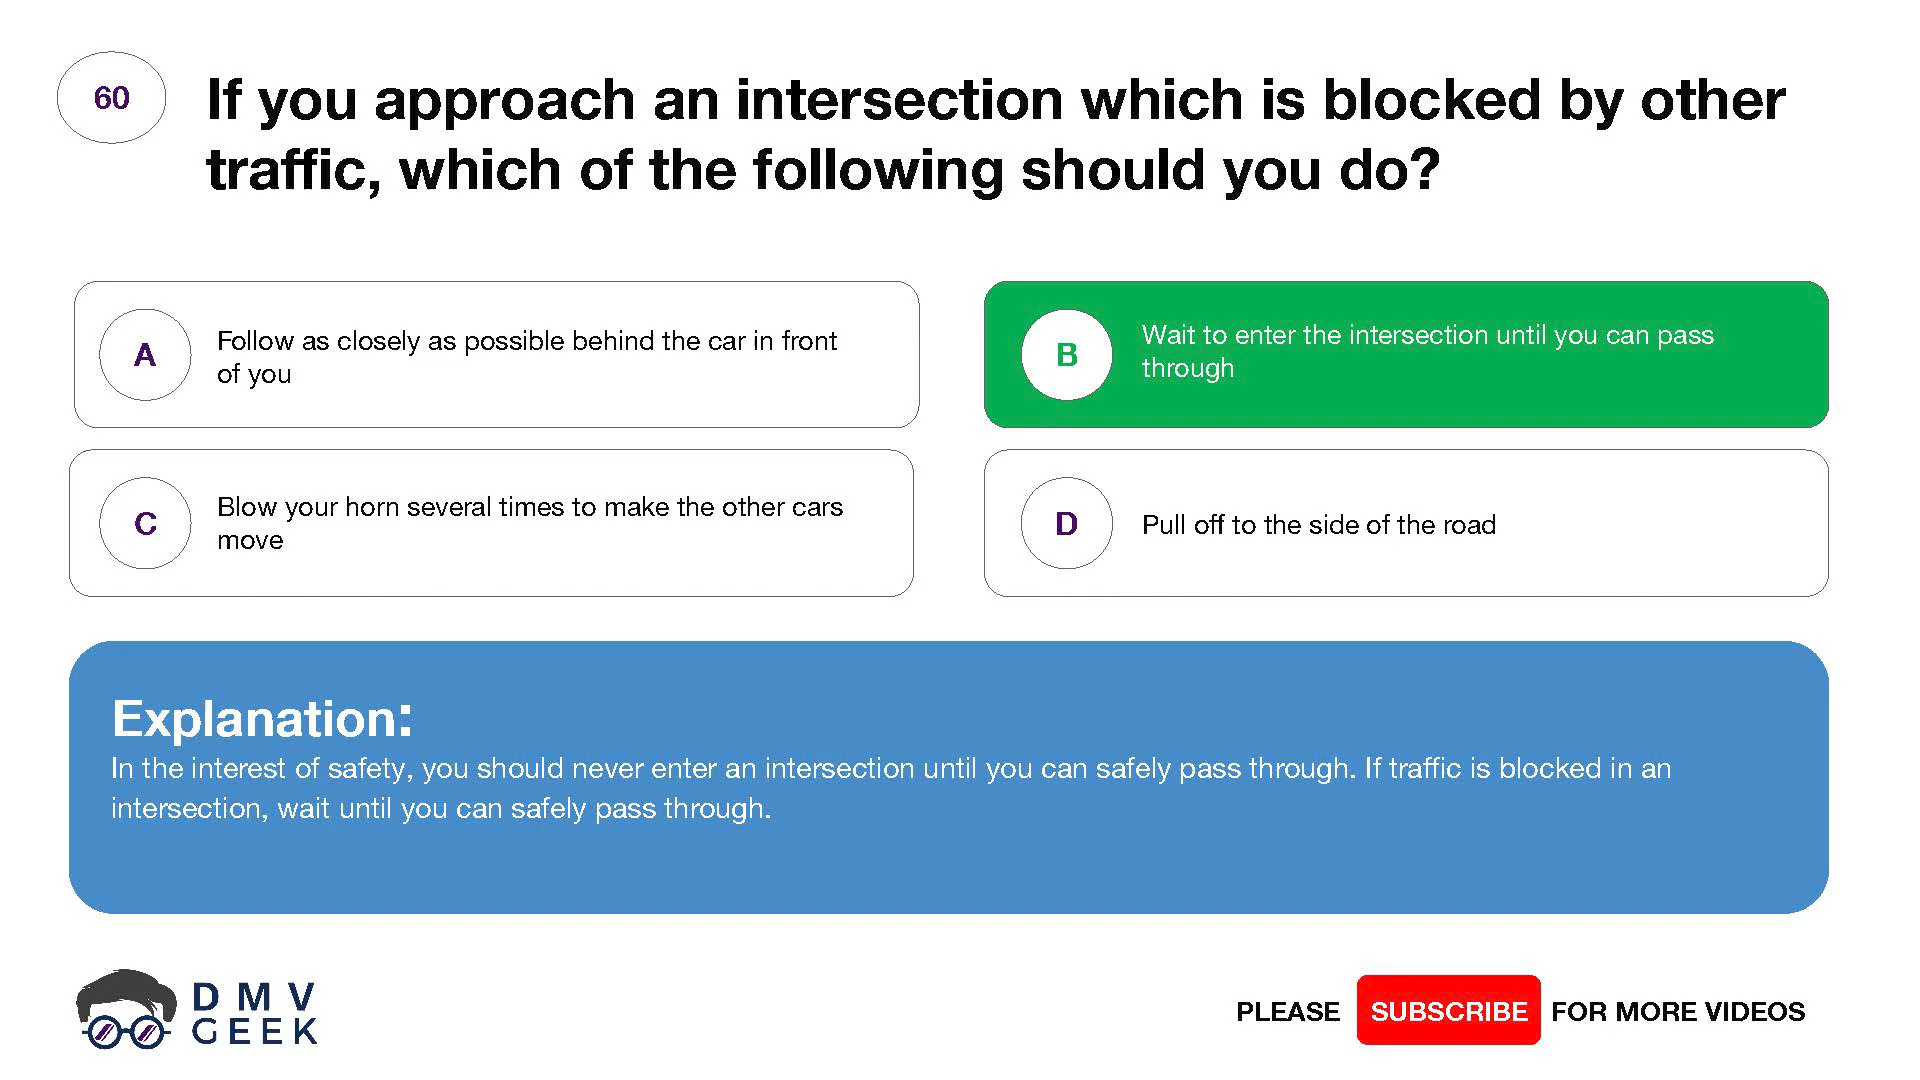 60
If you approach an intersection which is blocked by other
traffic, which of the following should you do?
A
Follow as closely as possible behind the car in front
of you
B
Wait to enter the intersection until you can pass
through
C
Blow your horn several times to make the other cars
move
D
Pull off to the side of the road
Explanation:
In the interest of safety, you should never enter an intersection until you can safely pass through. If traffic is blocked in an
intersection, wait until you can safely pass through.
DMV
GEEK
PLEASE SUBSCRIBE FOR MORE VIDEOS